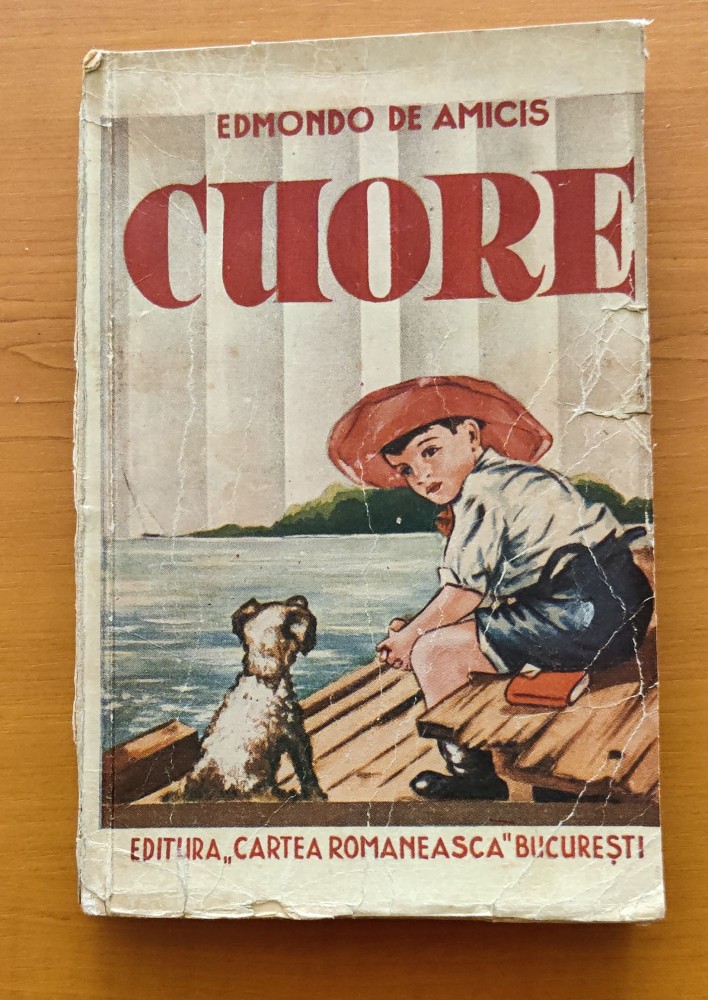 EDMONDO DE AMICIS
CUORE
EDITURA „CARTEA ROMANEASCA" BUCUREȘTI